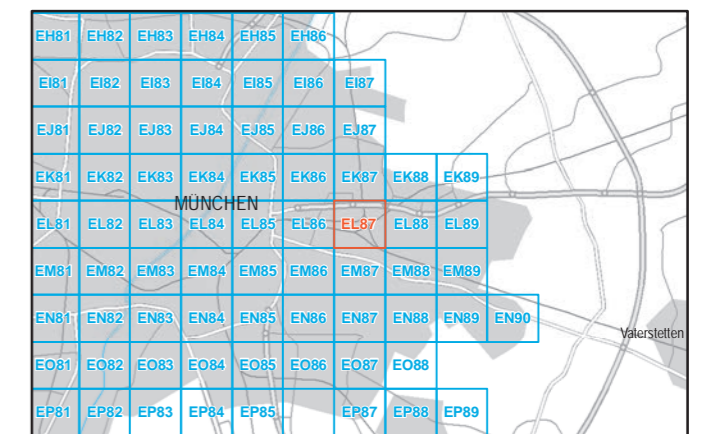 EH81 EH82 EH83 EH84 EH85 EH86
EI81 EI82 EI83 EI84 EI85 EI86 EI87
EJ81 EJ82 EJ83 EJ84 EJ85 EJ86 EJ87
EK81 EK82 EK83 EK84 EK85 EK86 EK87 EK88 EK89
MÜNCHEN
EL81 EL82 EL83 EL84 EL85 EL86 EL87 EL88 EL89
EM81 EM82 EM83 EM84 EM85 EM86 EM87 EM88 EM89
EN81 EN82 EN83 EN84 EN85 EN86 EN87 EN88 EN89 EN90
Vaterstetten
EO81 EO82 EO83 EO84 EO85 EO86 EO87 EO88
EP81 EP82 EP83 EP84 EP85 EP87 EP88 EP89